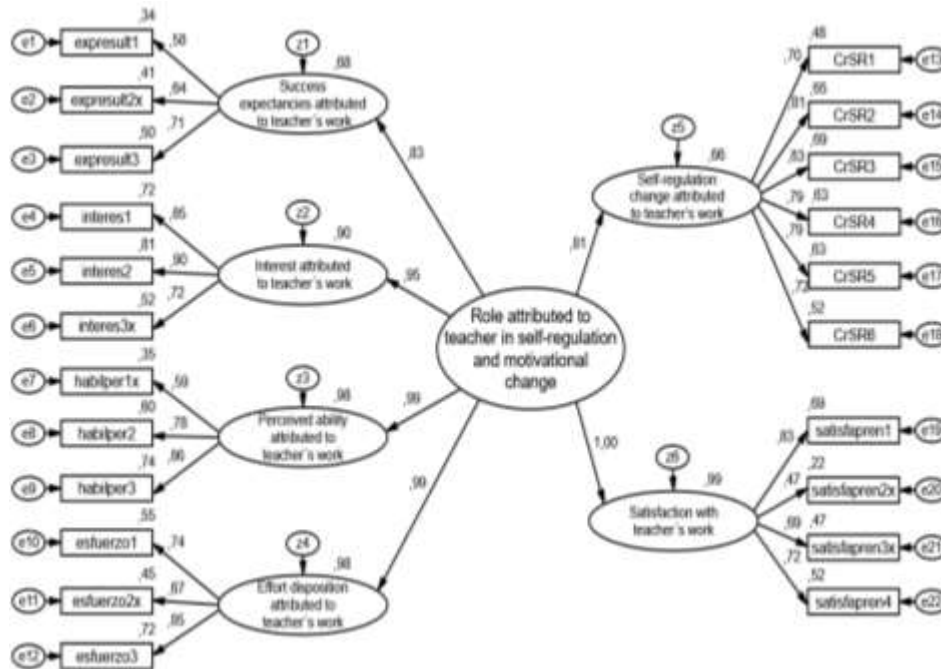 ,34
e1
expresult1
,58
,41
e2
expresult2x
,64
,50
e3
expresult3
,71
z1
,68
Success
expectancies attributed
to teacher´s work
,83
,72
e4
interes1
,85
,81
e5
interes2
,90
,52
e6
interes3x
,72
z2
,90
Interest attributed
to teacher´s work
,95
,35
e7
habilper1x
,59
,60
e8
habilper2
,78
,74
e9
habilper3
,86
z3
,98
Perceived ability
attributed to
teacher´s work
,99
,55
e10
esfuerzo1
,74
,45
e11
esfuerzo2x
,67
,72
e12
esfuerzo3
,85
z4
,98
Effort disposition
attributed to
teacher´s work
,99
Role attributed to
teacher in self-regulation
and motivational
change
,81
z5
,66
Self-regulation
change attributed
to teacher's work
,48
,70
CrSR1
e13
,66
,81
CrSR2
e14
,69
,83
CrSR3
e15
,63
,79
CrSR4
e16
,63
,79
CrSR5
e17
,52
,72
CrSR6
e18
1,00
z6
,99
Satisfaction with
teacher´s work
,69
,83
satisfapren1
e19
,22
,47
satisfapren2x
e20
,47
,69
satisfapren3x
e21
,52
,72
satisfapren4
e22